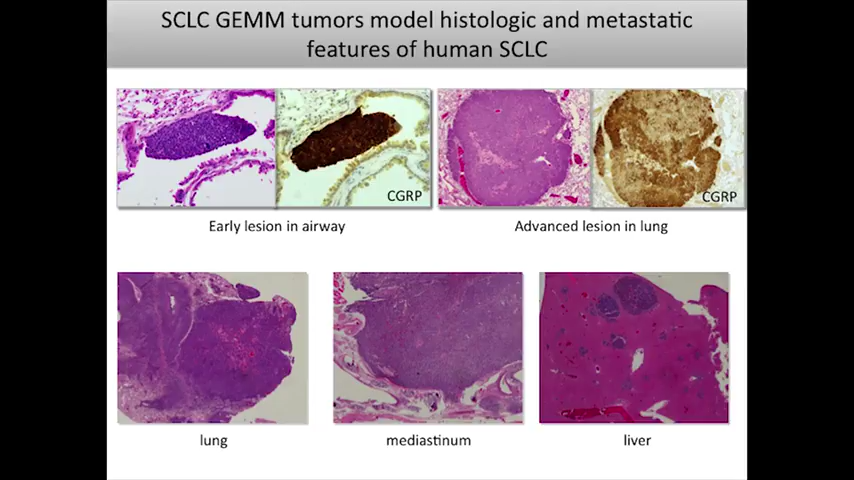 SCLC GEMM tumors model histologic and metastatic
features of human SCLC
CGRP
CGRP
Early lesion in airway
Advanced lesion in lung
lung
mediastinum
liver